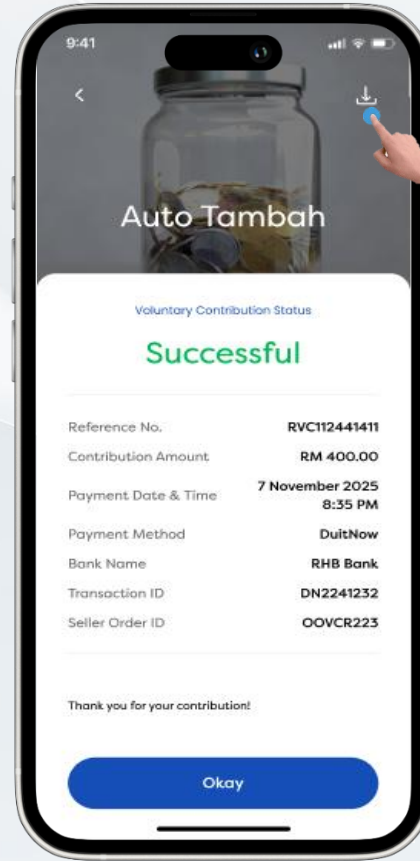 9:41
Auto Tambah
Voluntary Contribution Status
Successful
Reference No. RVC112441411
Contribution Amount RM 400.00
Payment Date & Time 7 November 2025
8:35 PM
Payment Method DuitNow
Bank Name RHB Bank
Transaction ID DN2241232
Seller Order ID OOVCR223
Thank you for your contribution!
Okay